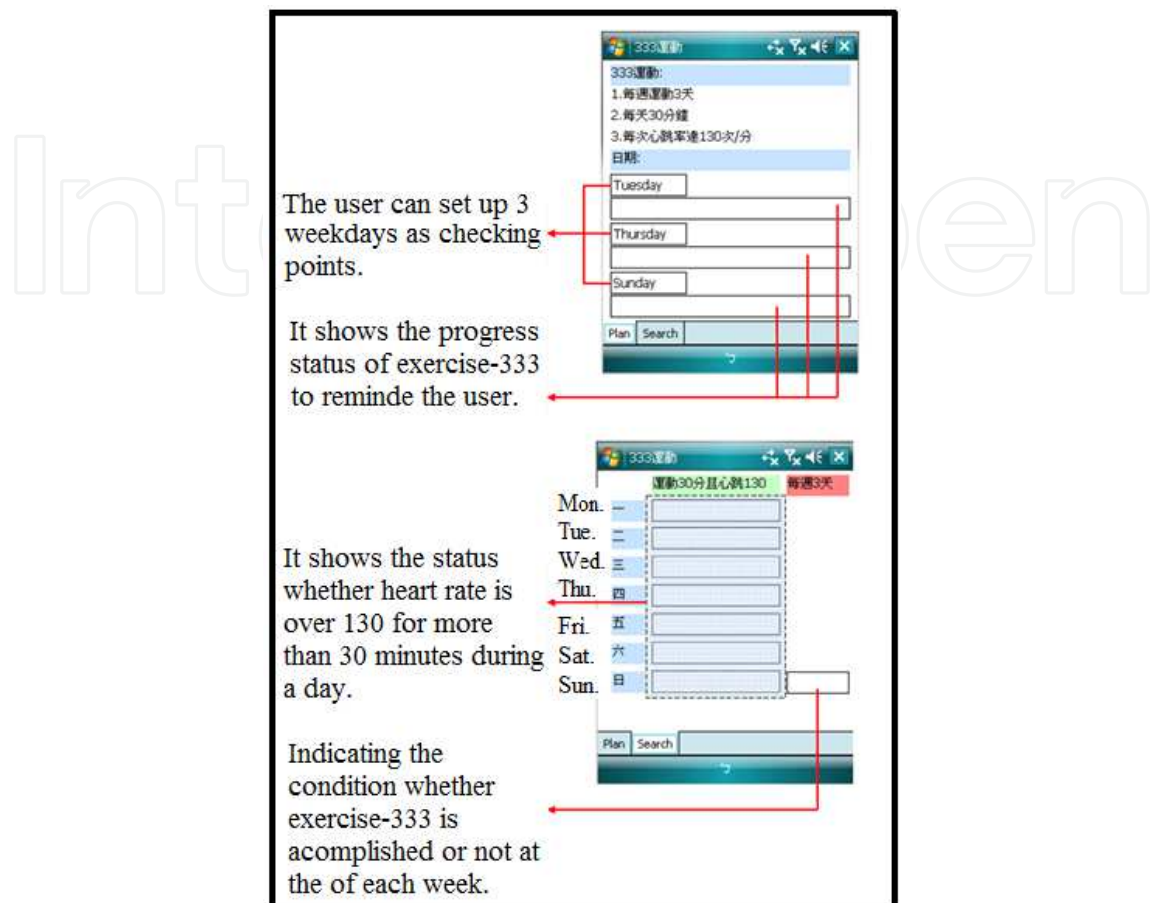 333運動
333運動:
1.每週運動3天
2.每天30分鐘
3.每次心跳率達130次/分
日期:
Tuesday
Thursday
Sunday
Plan Search
The user can set up 3
weekdays as checking
points.
It shows the progress
status of exercise-333
to reminde the user.
333運動
運動30分且心跳130 每週3天
Mon. 一
Tue. 二
Wed. 三
Thu. 四
Fri. 五
Sat. 六
Sun. 日
Plan Search
It shows the status
whether heart rate is
over 130 for more
than 30 minutes during
a day.
Indicating the
condition whether
exercise-333 is
acomplished or not at
the of each week.